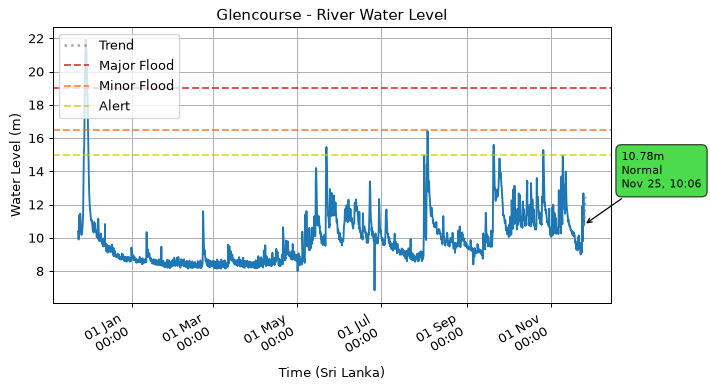 Glencourse - River Water Level
Trend
Major Flood
Minor Flood
Alert
22
20
18
16
14
12
10
8
Water Level (m)
10.78m
Normal
Nov 25, 10:06
01 Jan
00:00
01 Mar
00:00
01 May
00:00
01 Jul
00:00
01 Sep
00:00
01 Nov
00:00
Time (Sri Lanka)